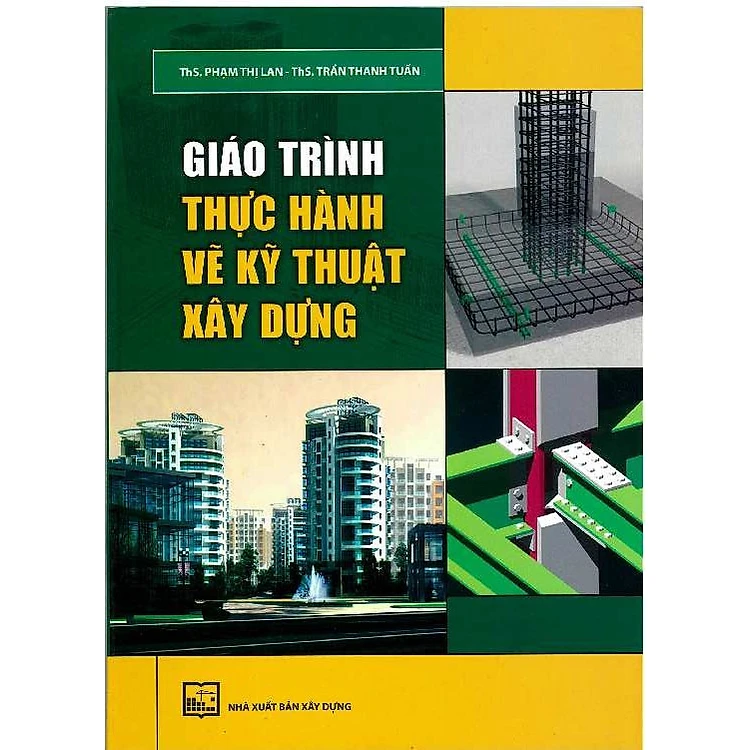 ThS. PHẠM THỊ LAN - ThS. TRẦN THANH TUẤN
GIÁO TRÌNH
THỰC HÀNH
VẼ KỸ THUẬT
XÂY DỰNG
NHÀ XUẤT BẢN XÂY DỰNG